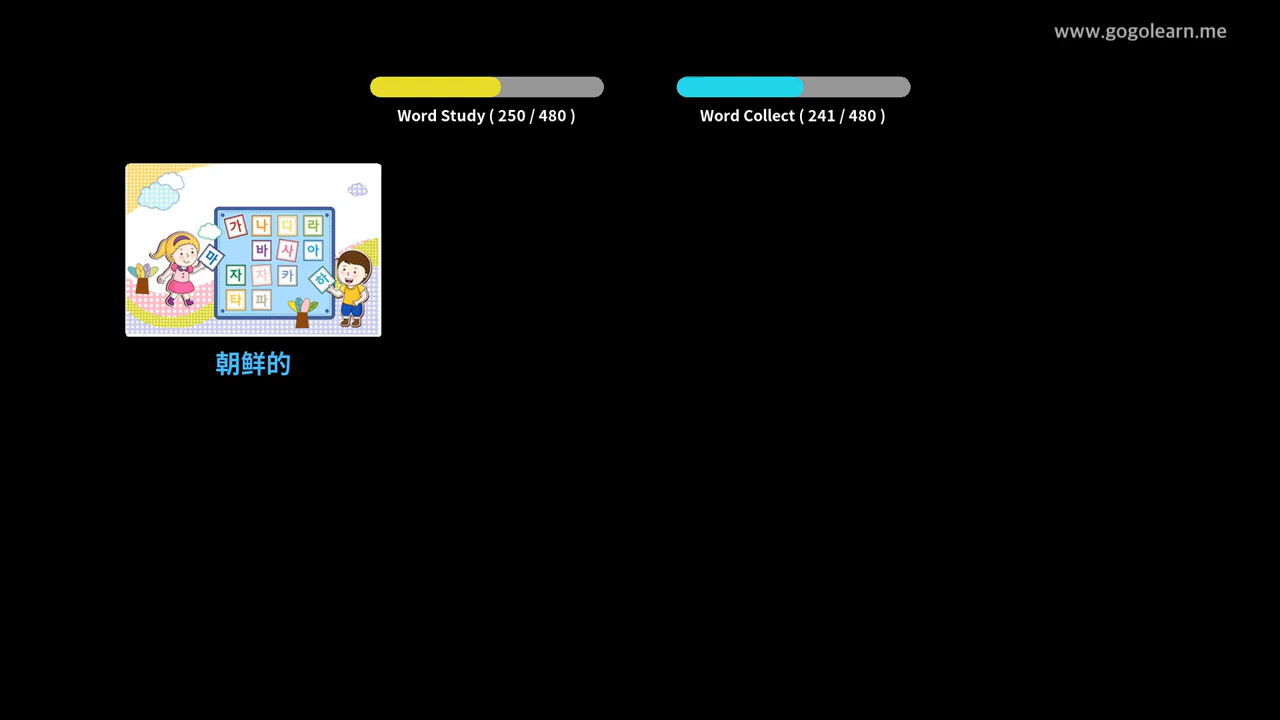 www.gogolearn.me
Word Study ( 250 / 480 )
Word Collect ( 241 / 480 )
가 나 다 라
마 바 사 아
자 차 카 하
타 파
朝鲜的